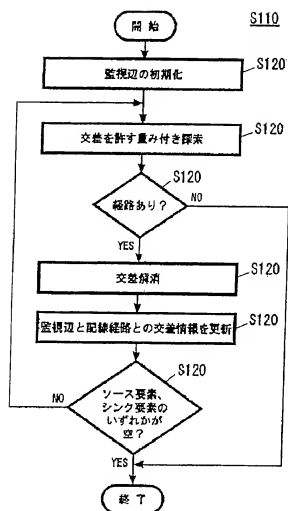 開始
S110
監視辺の初期化
S120
交差を許す重み付き探索
S120
S120
経路あり？
NO
YES
交差解消
S120
監視辺と配線経路との交差情報を更新
S120
S120
ソース要素、
シンク要素の
いずれかが
空？
NO
YES
終了